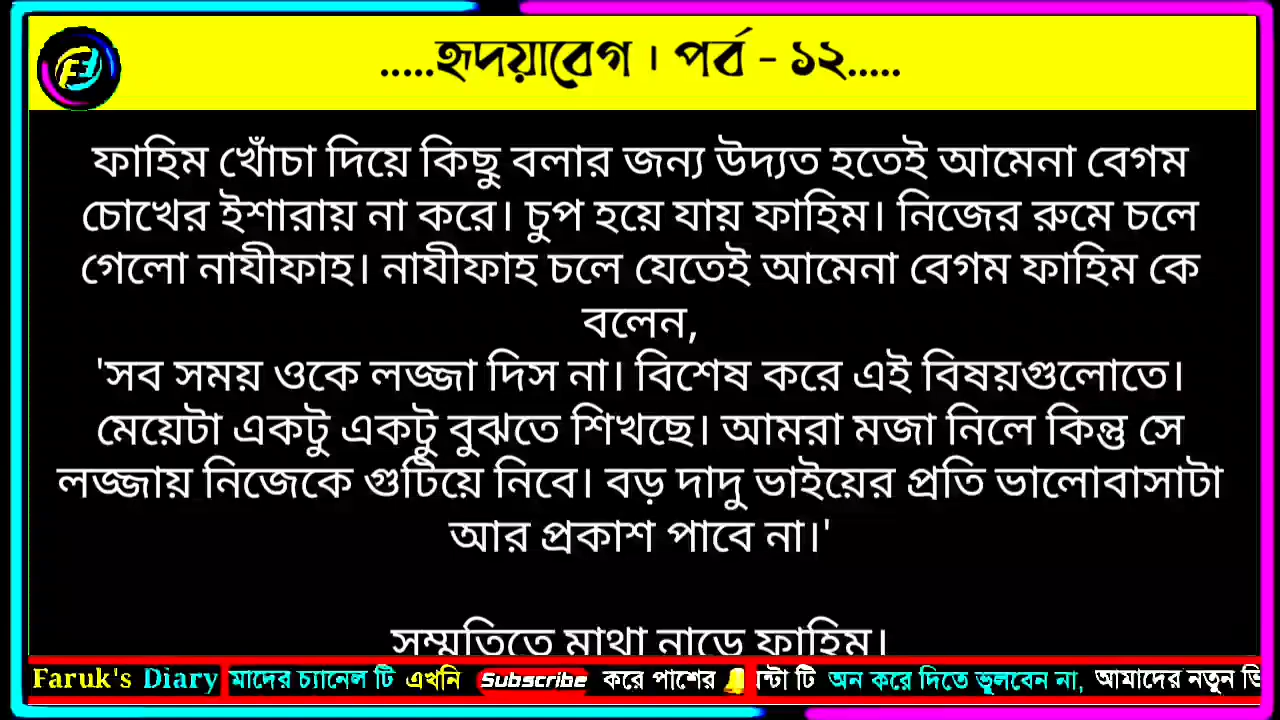 .....হৃদয়াবেগ । পর্ব - ১২.....
ফাহিম খোঁচা দিয়ে কিছু বলার জন্য উদ্যত হতেই আমেনা বেগম
চোখের ইশারায় না করে। চুপ হয়ে যায় ফাহিম। নিজের রুমে চলে
গেলো নাযীফাহ। নাযীফাহ চলে যেতেই আমেনা বেগম ফাহিম কে
বলেন,
'সব সময় ওকে লজ্জা দিস না। বিশেষ করে এই বিষয়গুলোতে।
মেয়েটা একটু একটু বুঝতে শিখছে। আমরা মজা নিলে কিন্তু সে
লজ্জায় নিজেকে গুটিয়ে নিবে। বড় দাদু ভাইয়ের প্রতি ভালোবাসাটা
আর প্রকাশ পাবে না।'
সম্মতিতে মাথা নাড়ে ফাহিম।
Faruk's Diary মাদের চ্যানেল টি এখনি Subscribe করে পাশের ন্টা টি অন করে দিতে ভুলবেন না, আমাদের নতুন ভি